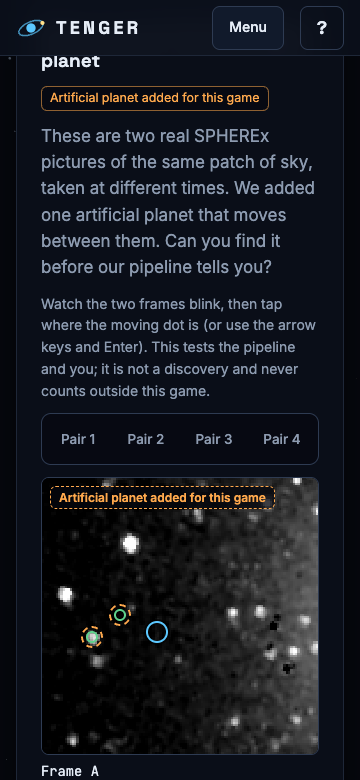 TENGER
Menu
?
planet
Artificial planet added for this game
These are two real SPHEREx
pictures of the same patch of sky,
taken at different times. We added
one artificial planet that moves
between them. Can you find it
before our pipeline tells you?
Watch the two frames blink, then tap
where the moving dot is (or use the arrow
keys and Enter). This tests the pipeline
and you; it is not a discovery and never
counts outside this game.
Pair 1
Pair 2
Pair 3
Pair 4
Artificial planet added for this game
Frame A